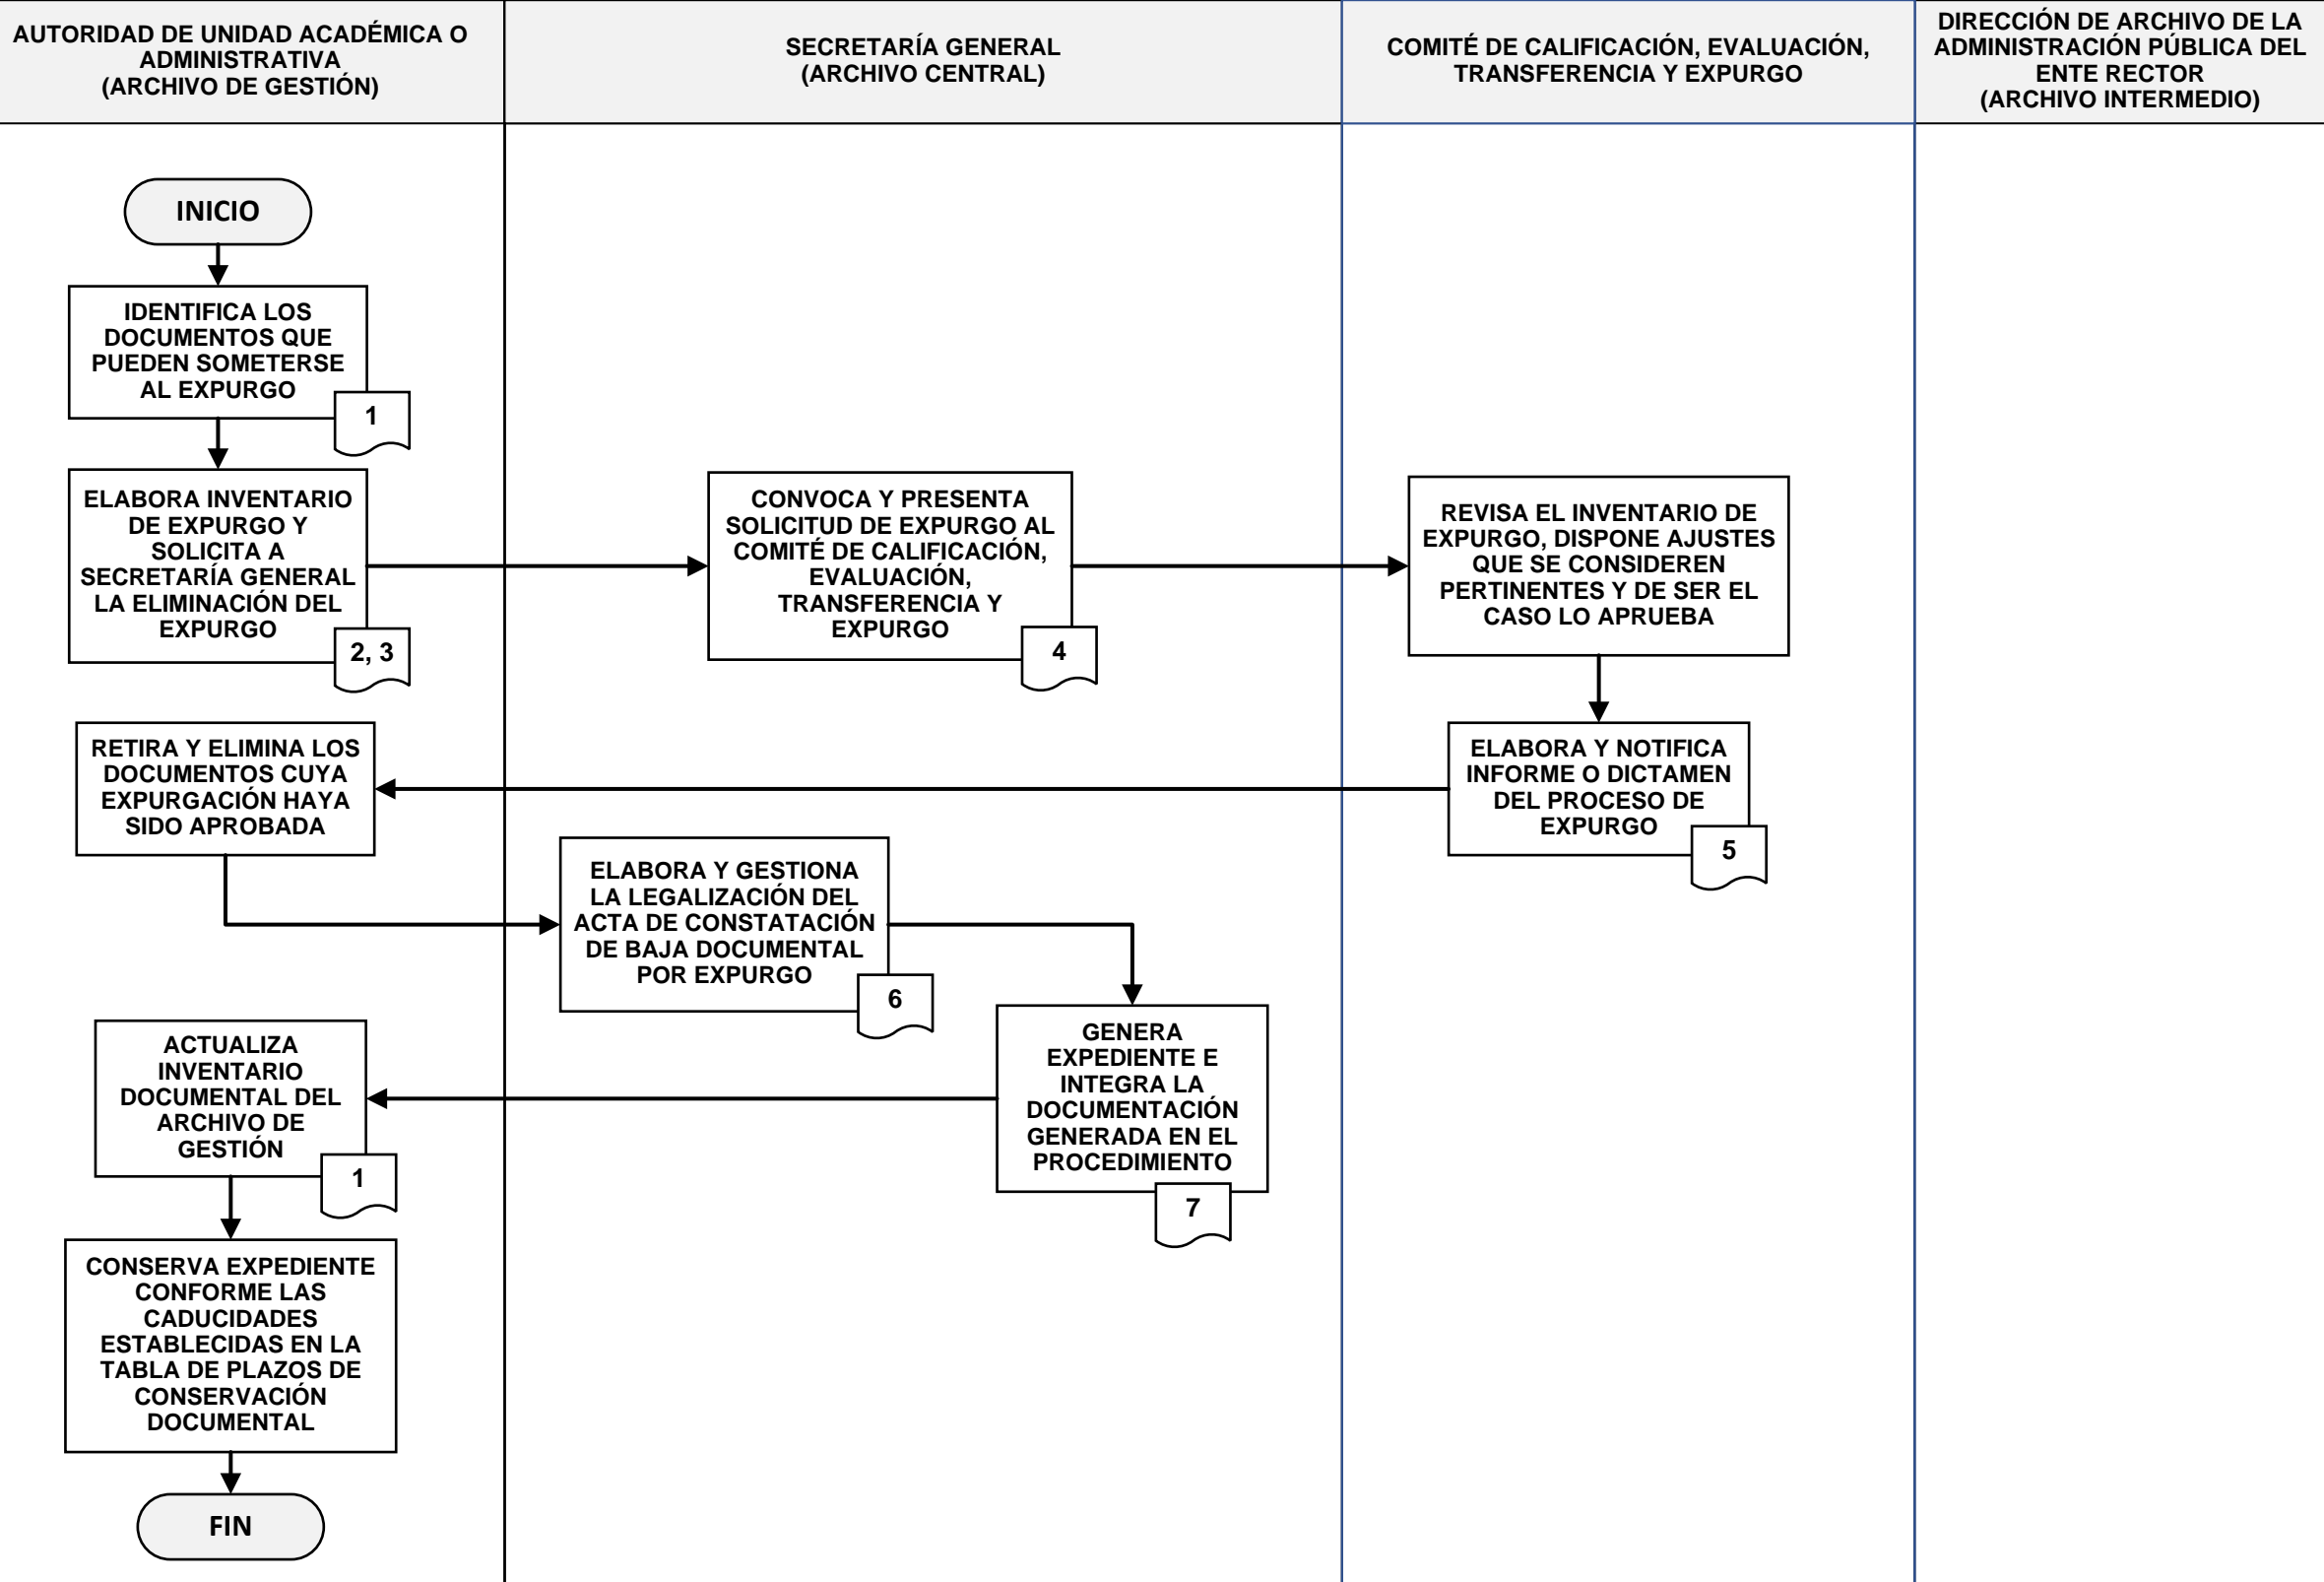 AUTORIDAD DE UNIDAD ACADÉMICA O
ADMINISTRATIVA
(ARCHIVO DE GESTIÓN)
SECRETARÍA GENERAL
(ARCHIVO CENTRAL)
COMITÉ DE CALIFICACIÓN, EVALUACIÓN,
TRANSFERENCIA Y EXPURGO
DIRECCIÓN DE ARCHIVO DE LA
ADMINISTRACIÓN PÚBLICA DEL
ENTE RECTOR
(ARCHIVO INTERMEDIO)
INICIO
IDENTIFICA LOS
DOCUMENTOS QUE
PUEDEN SOMETERSE
AL EXPURGO
1
ELABORA INVENTARIO
DE EXPURGO Y
SOLICITA A
SECRETARÍA GENERAL
LA ELIMINACIÓN DEL
EXPURGO
2, 3
CONVOCA Y PRESENTA
SOLICITUD DE EXPURGO AL
COMITÉ DE CALIFICACIÓN,
EVALUACIÓN,
TRANSFERENCIA Y
EXPURGO
4
REVISA EL INVENTARIO DE
EXPURGO, DISPONE AJUSTES
QUE SE CONSIDEREN
PERTINENTES Y DE SER EL
CASO LO APRUEBA
ELABORA Y NOTIFICA
INFORME O DICTAMEN
DEL PROCESO DE
EXPURGO
5
RETIRA Y ELIMINA LOS
DOCUMENTOS CUYA
EXPURGACIÓN HAYA
SIDO APROBADA
ELABORA Y GESTIONA
LA LEGALIZACIÓN DEL
ACTA DE CONSTATACIÓN
DE BAJA DOCUMENTAL
POR EXPURGO
6
GENERA
EXPEDIENTE E
INTEGRA LA
DOCUMENTACIÓN
GENERADA EN EL
PROCEDIMIENTO
7
ACTUALIZA
INVENTARIO
DOCUMENTAL DEL
ARCHIVO DE
GESTIÓN
1
CONSERVA EXPEDIENTE
CONFORME LAS
CADUCIDADES
ESTABLECIDAS EN LA
TABLA DE PLAZOS DE
CONSERVACIÓN
DOCUMENTAL
FIN